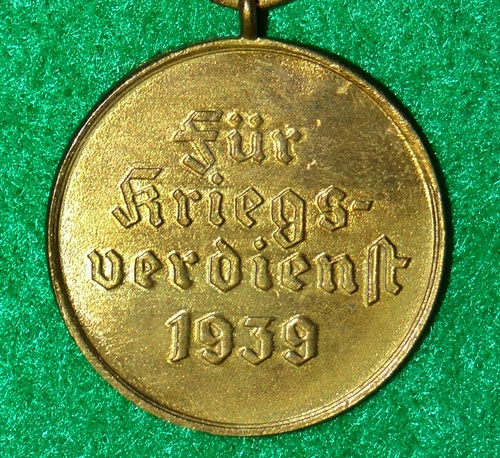 Für
Kriegs-
verdienst
1939